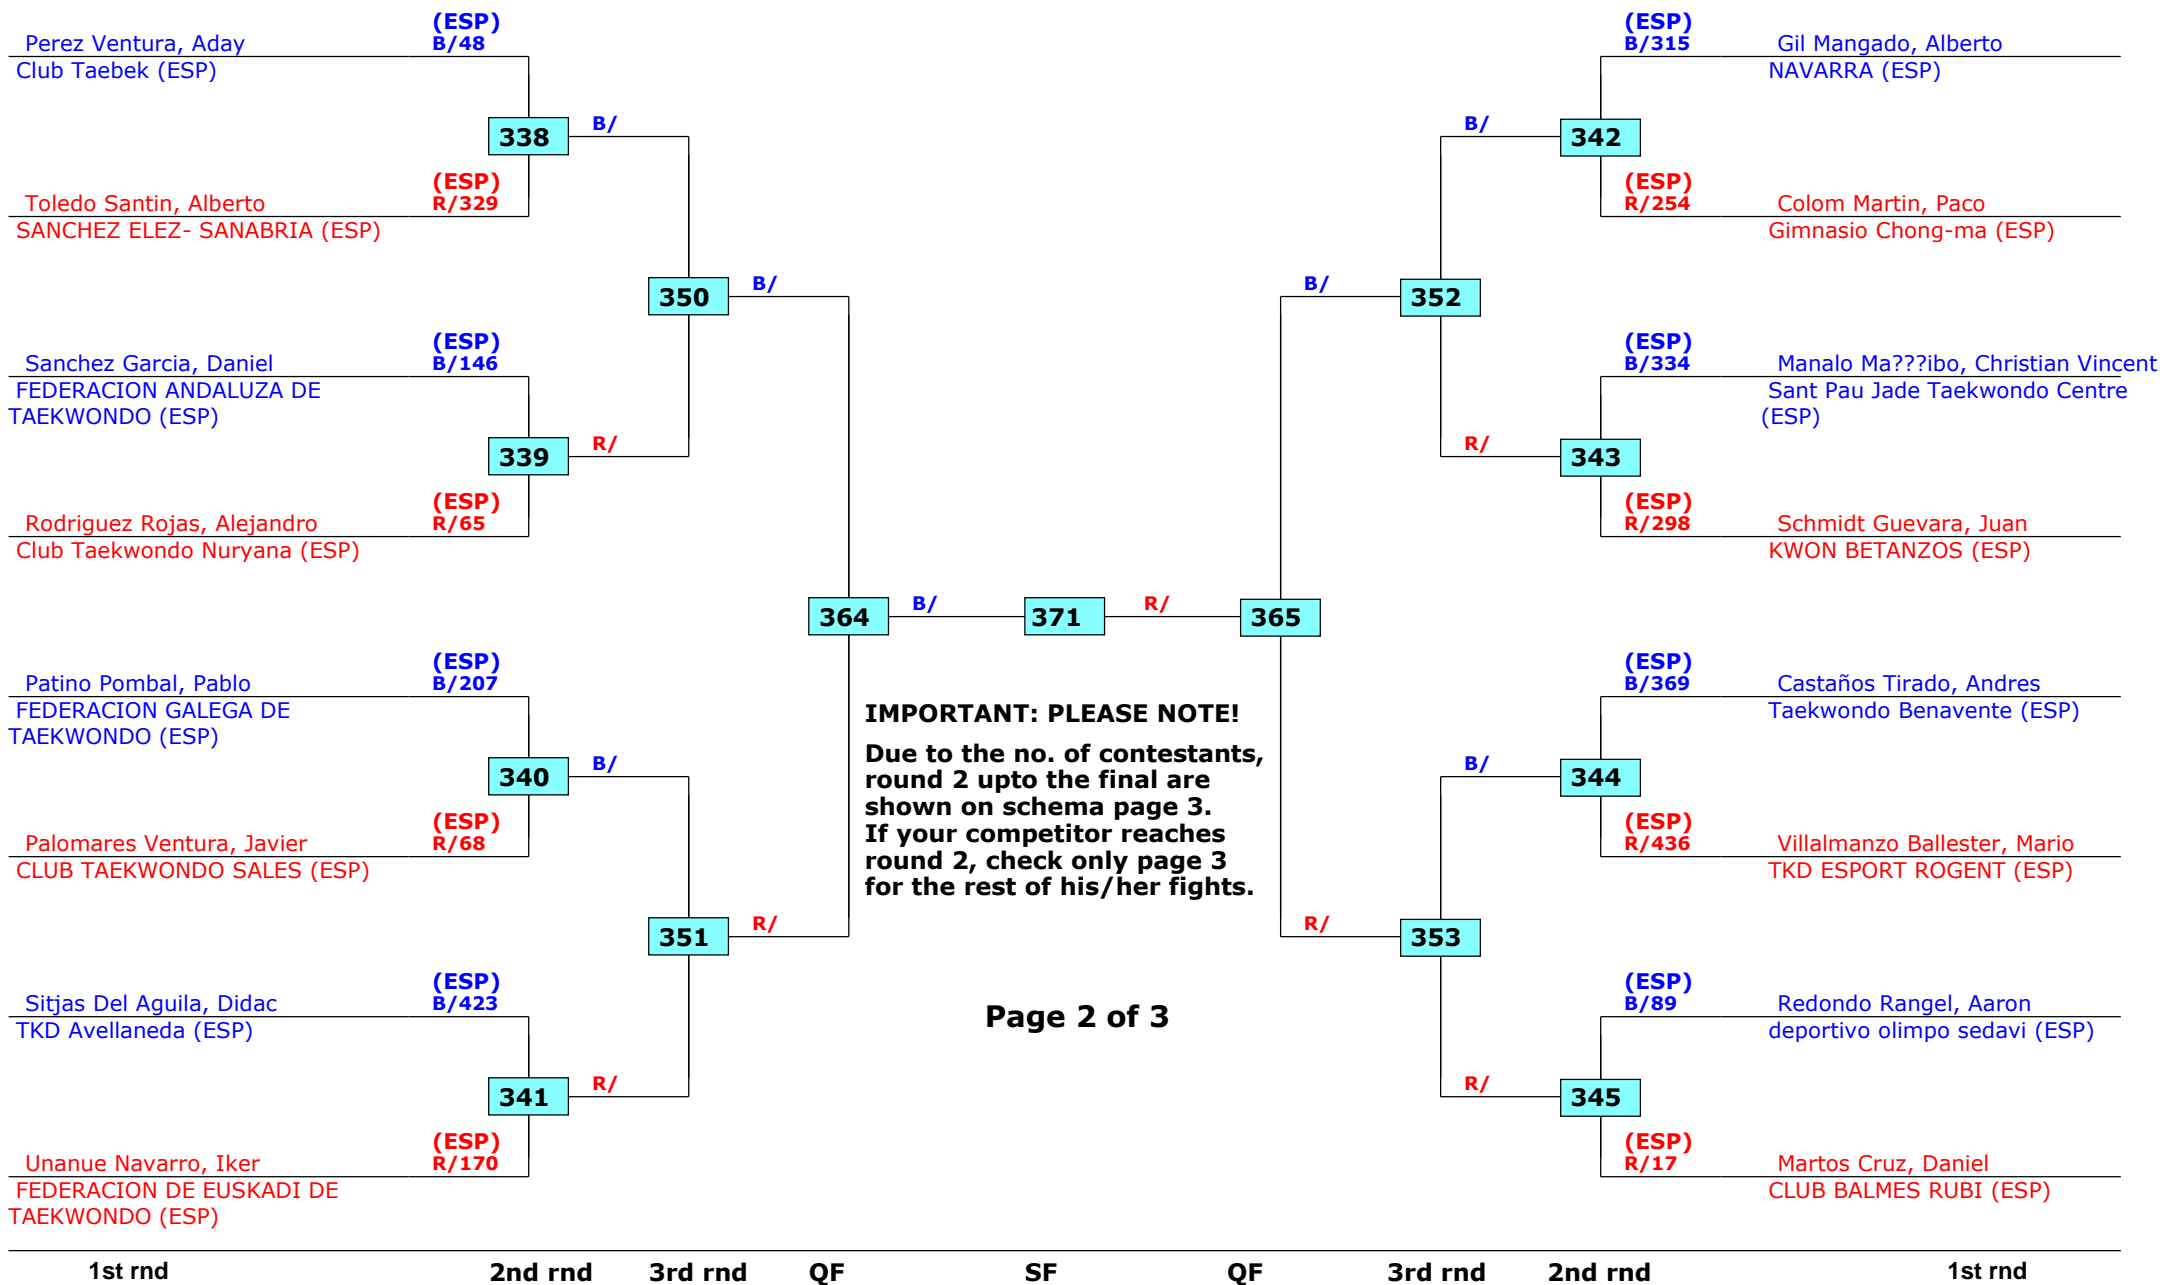 (ESP)
Perez Ventura, Aday B/48
Club Taebek (ESP)
338
B/
(ESP)
Toledo Santin, Alberto R/329
SANCHEZ ELEZ- SANABRIA (ESP)
350
B/
(ESP)
Sanchez Garcia, Daniel B/146
FEDERACION ANDALUZA DE
TAEKWONDO (ESP)
339
R/
(ESP)
Rodriguez Rojas, Alejandro R/65
Club Taekwondo Nuryana (ESP)
364
B/
371
R/
365
(ESP)
Patino Pombal, Pablo B/207
FEDERACION GALEGA DE
TAEKWONDO (ESP)
340
B/
(ESP)
Palomares Ventura, Javier R/68
CLUB TAEKWONDO SALES (ESP)
351
R/
(ESP)
Sitjas Del Aguila, Didac B/423
TKD Avellaneda (ESP)
341
R/
(ESP)
Unanue Navarro, Iker R/170
FEDERACION DE EUSKADI DE
TAEKWONDO (ESP)
IMPORTANT: PLEASE NOTE!
Due to the no. of contestants,
round 2 upto the final are
shown on schema page 3.
If your competitor reaches
round 2, check only page 3
for the rest of his/her fights.
Page 2 of 3
(ESP)
B/315 Gil Mangado, Alberto
NAVARRA (ESP)
B/
342
(ESP)
R/254 Colom Martin, Paco
Gimnasio Chong-ma (ESP)
B/
352
(ESP)
B/334 Manalo Ma???ibo, Christian Vincent
Sant Pau Jade Taekwondo Centre
(ESP)
R/
343
(ESP)
R/298 Schmidt Guevara, Juan
KWON BETANZOS (ESP)
(ESP)
B/369 Castaños Tirado, Andres
Taekwondo Benavente (ESP)
B/
344
(ESP)
R/436 Villalmanzo Ballester, Mario
TKD ESPORT ROGENT (ESP)
R/
353
(ESP)
B/89 Redondo Rangel, Aaron
deportivo olimpo sedavi (ESP)
R/
345
(ESP)
R/17 Martos Cruz, Daniel
CLUB BALMES RUBI (ESP)
1st rnd 2nd rnd 3rd rnd QF SF QF 3rd rnd 2nd rnd 1st rnd